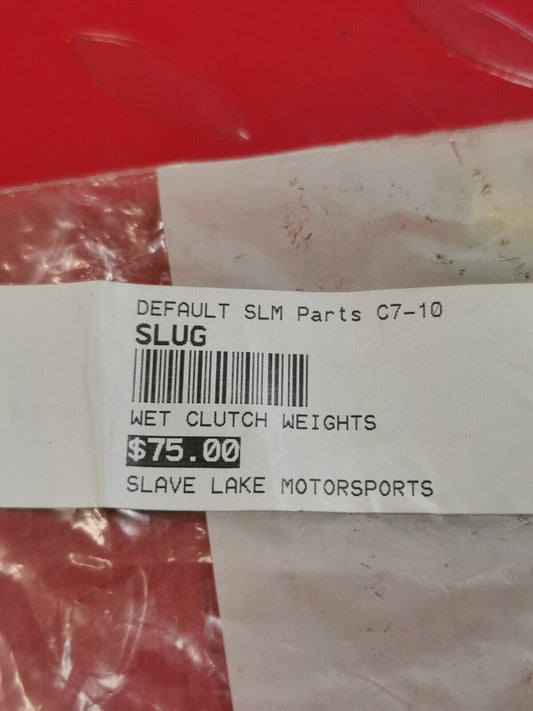 DEFAULT SLM Parts C7-10
SLUG
WET CLUTCH WEIGHTS
$75.00
SLAVE LAKE MOTORSPORTS